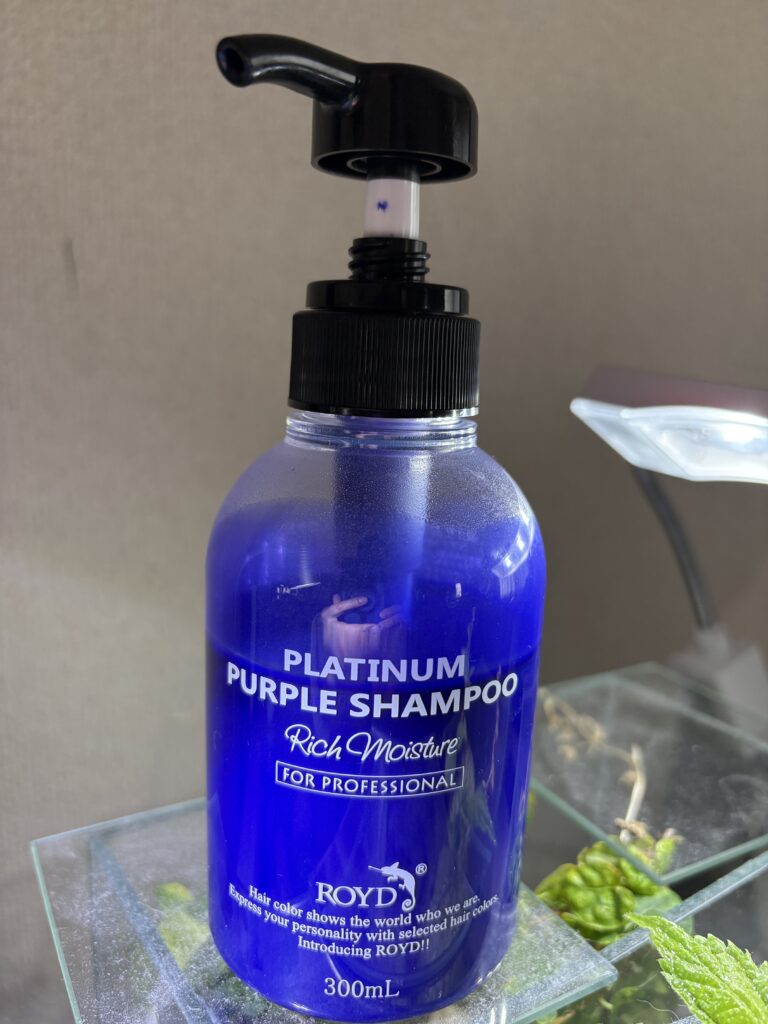 PLATINUM
PURPLE SHAMPOO
Rich Moisture
FOR PROFESSIONAL
ROYD®
Hair color shows the world who we are.
Express your personality with selected hair colors.
Introducing ROYD!!
300mL